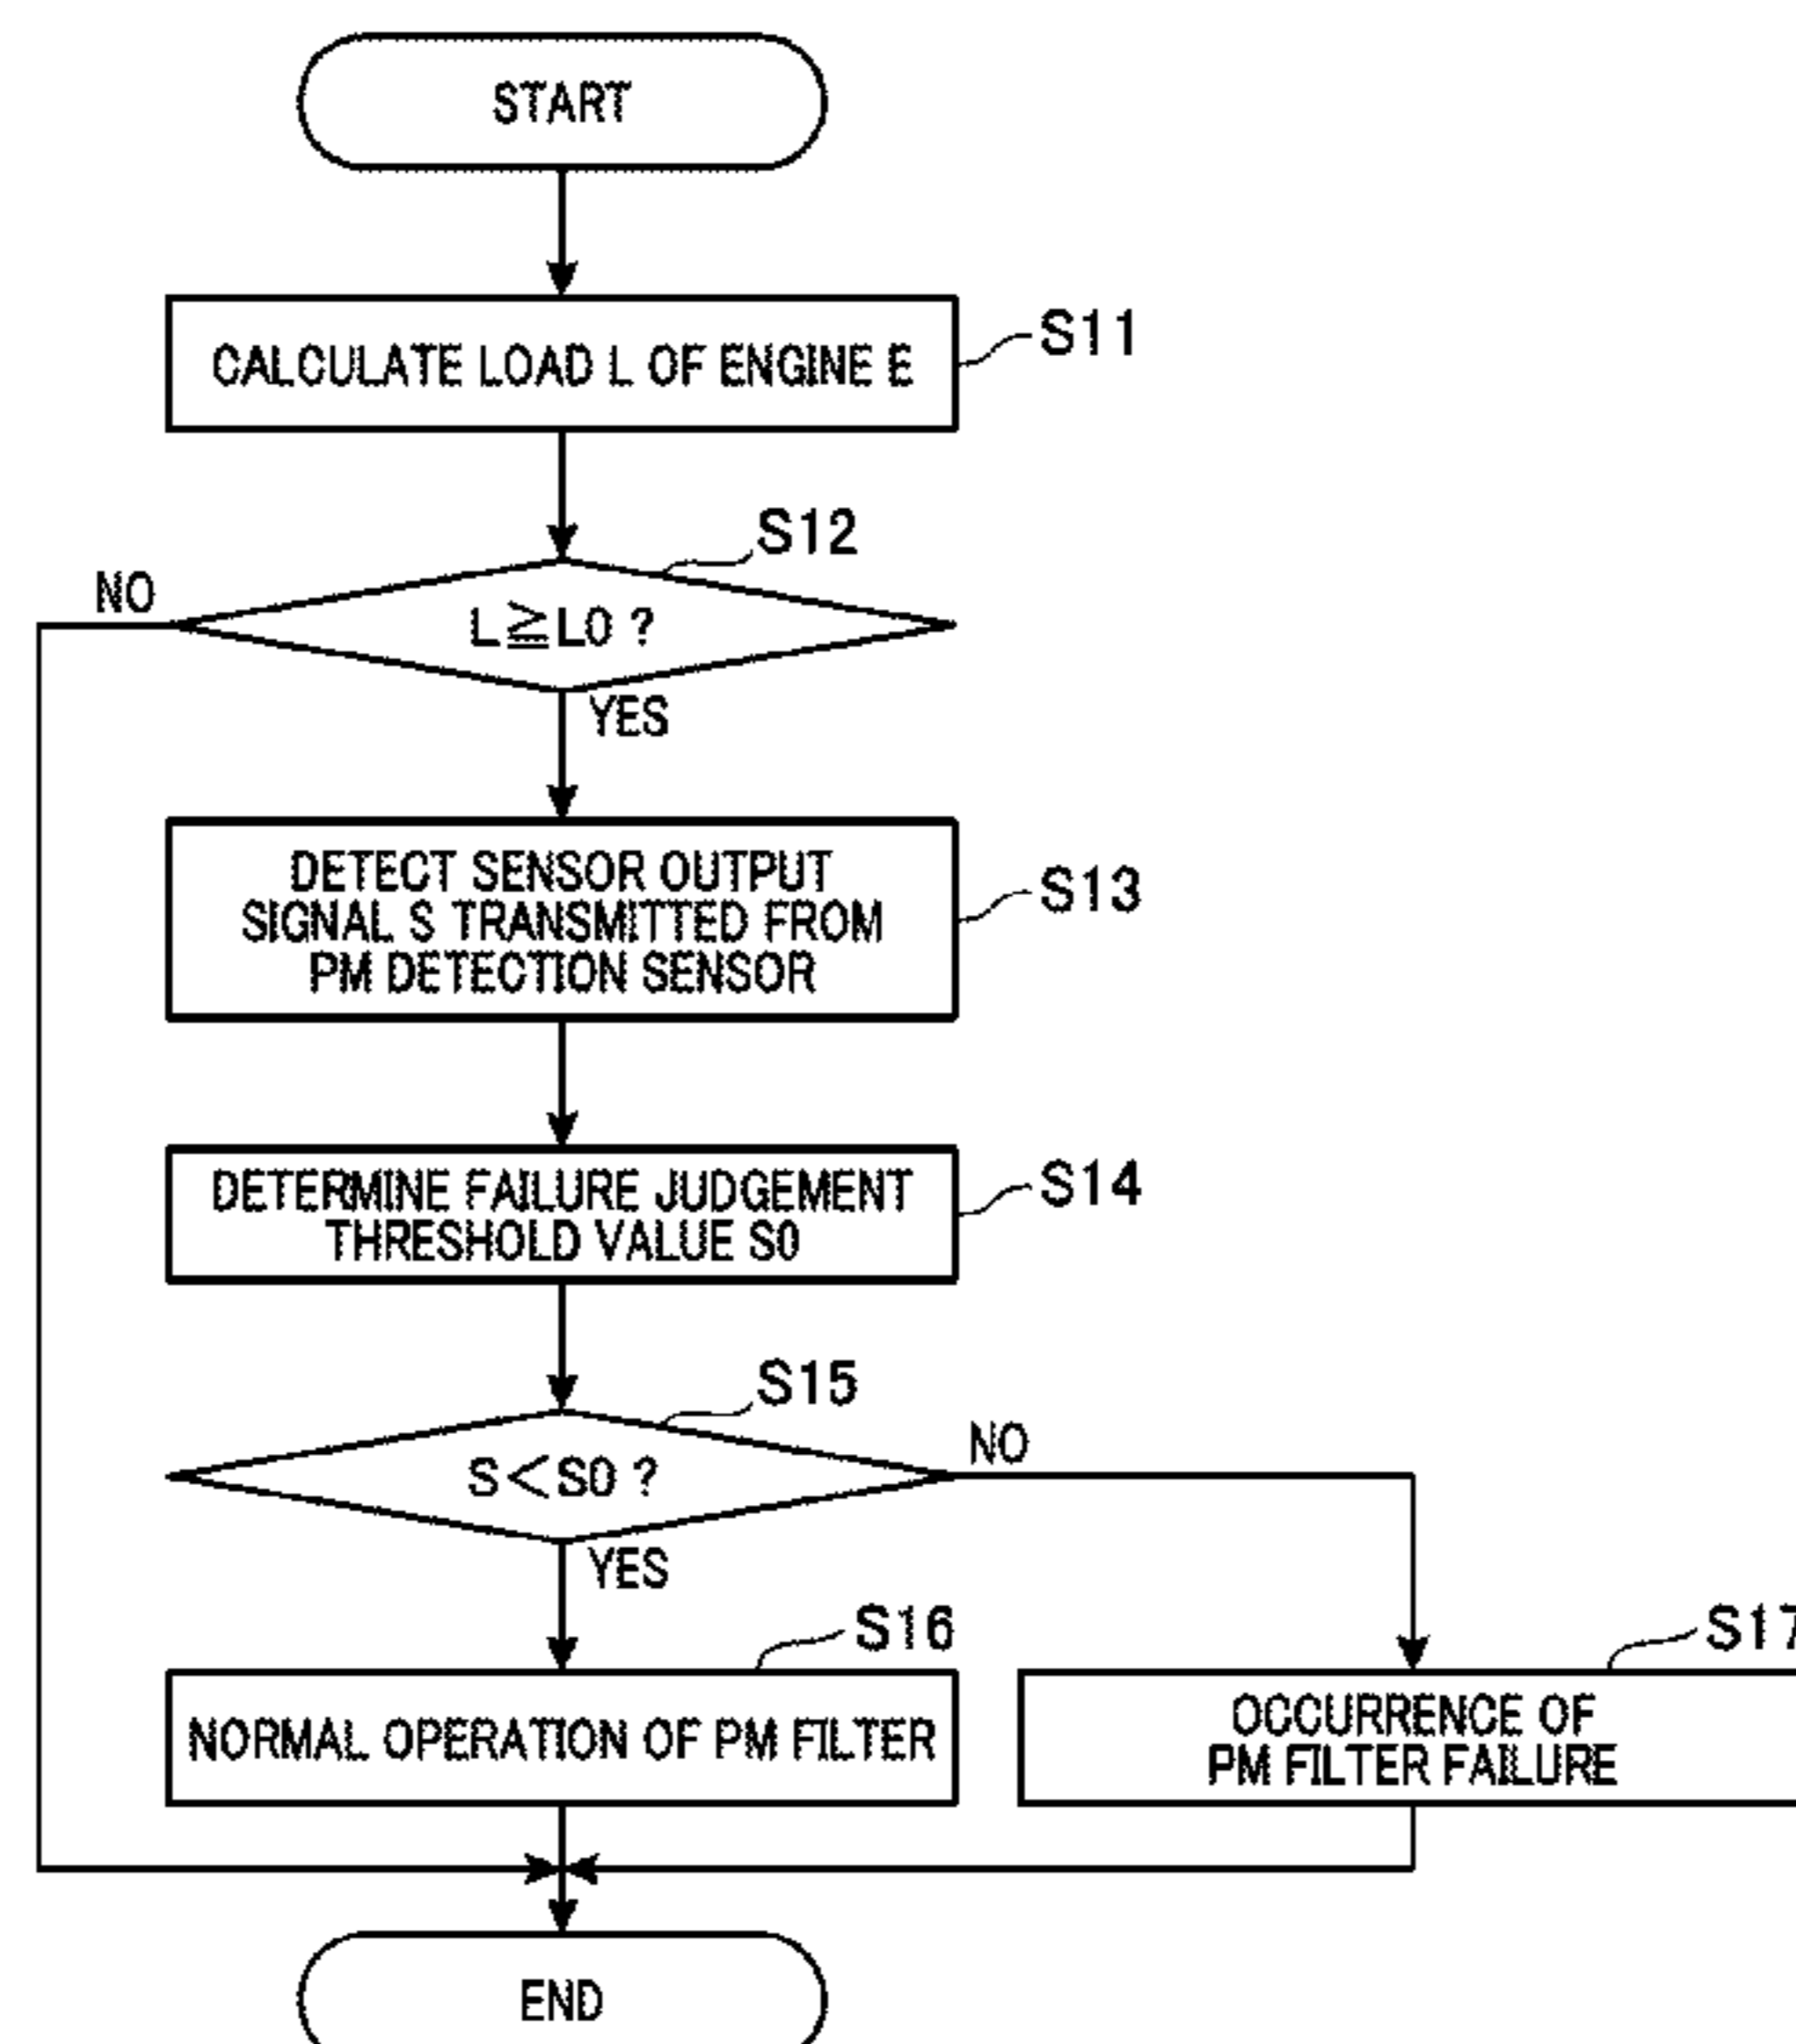 START
CALCULATE LOAD L OF ENGINE E
S11
S12
NO
L≧L0 ?
YES
DETECT SENSOR OUTPUT
SIGNAL S TRANSMITTED FROM
PM DETECTION SENSOR
S13
DETERMINE FAILURE JUDGEMENT
THRESHOLD VALUE S0
S14
S15
S<S0 ?
NO
YES
S16
S17
NORMAL OPERATION OF PM FILTER
OCCURRENCE OF
PM FILTER FAILURE
END